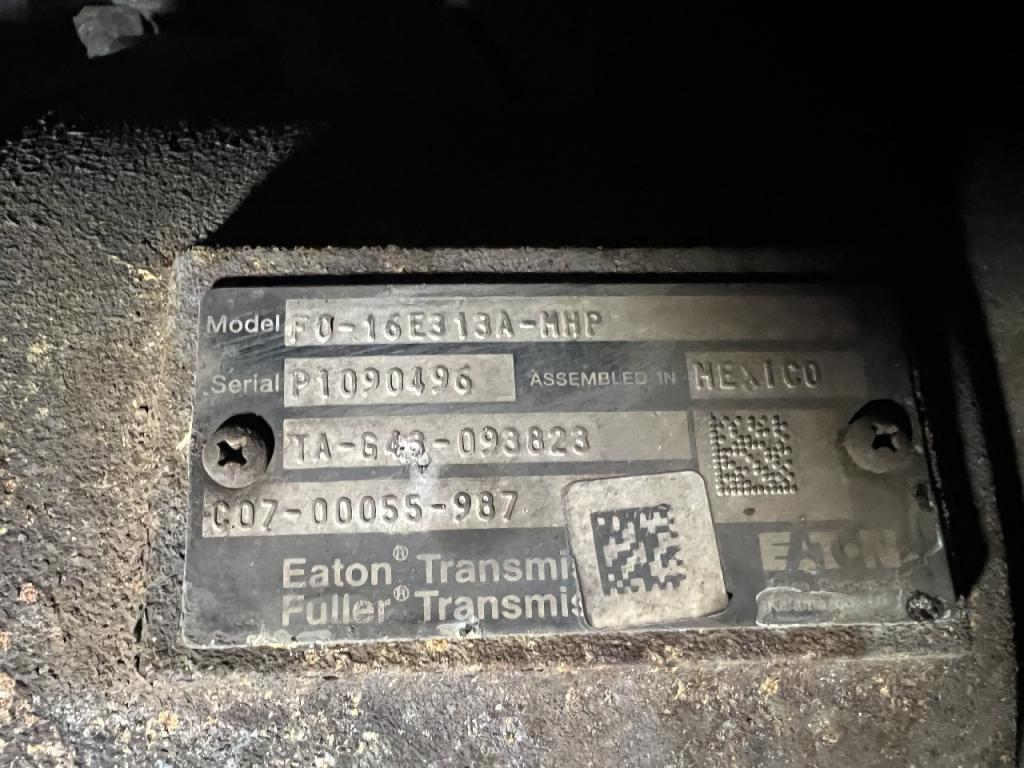 Model FO-16E313A-MHP
Serial P1090496 ASSEMBLED IN MEXICO
TA-G43-093823
C07-00055-987
EATON
Eaton® Transmis
Fuller® Transmis